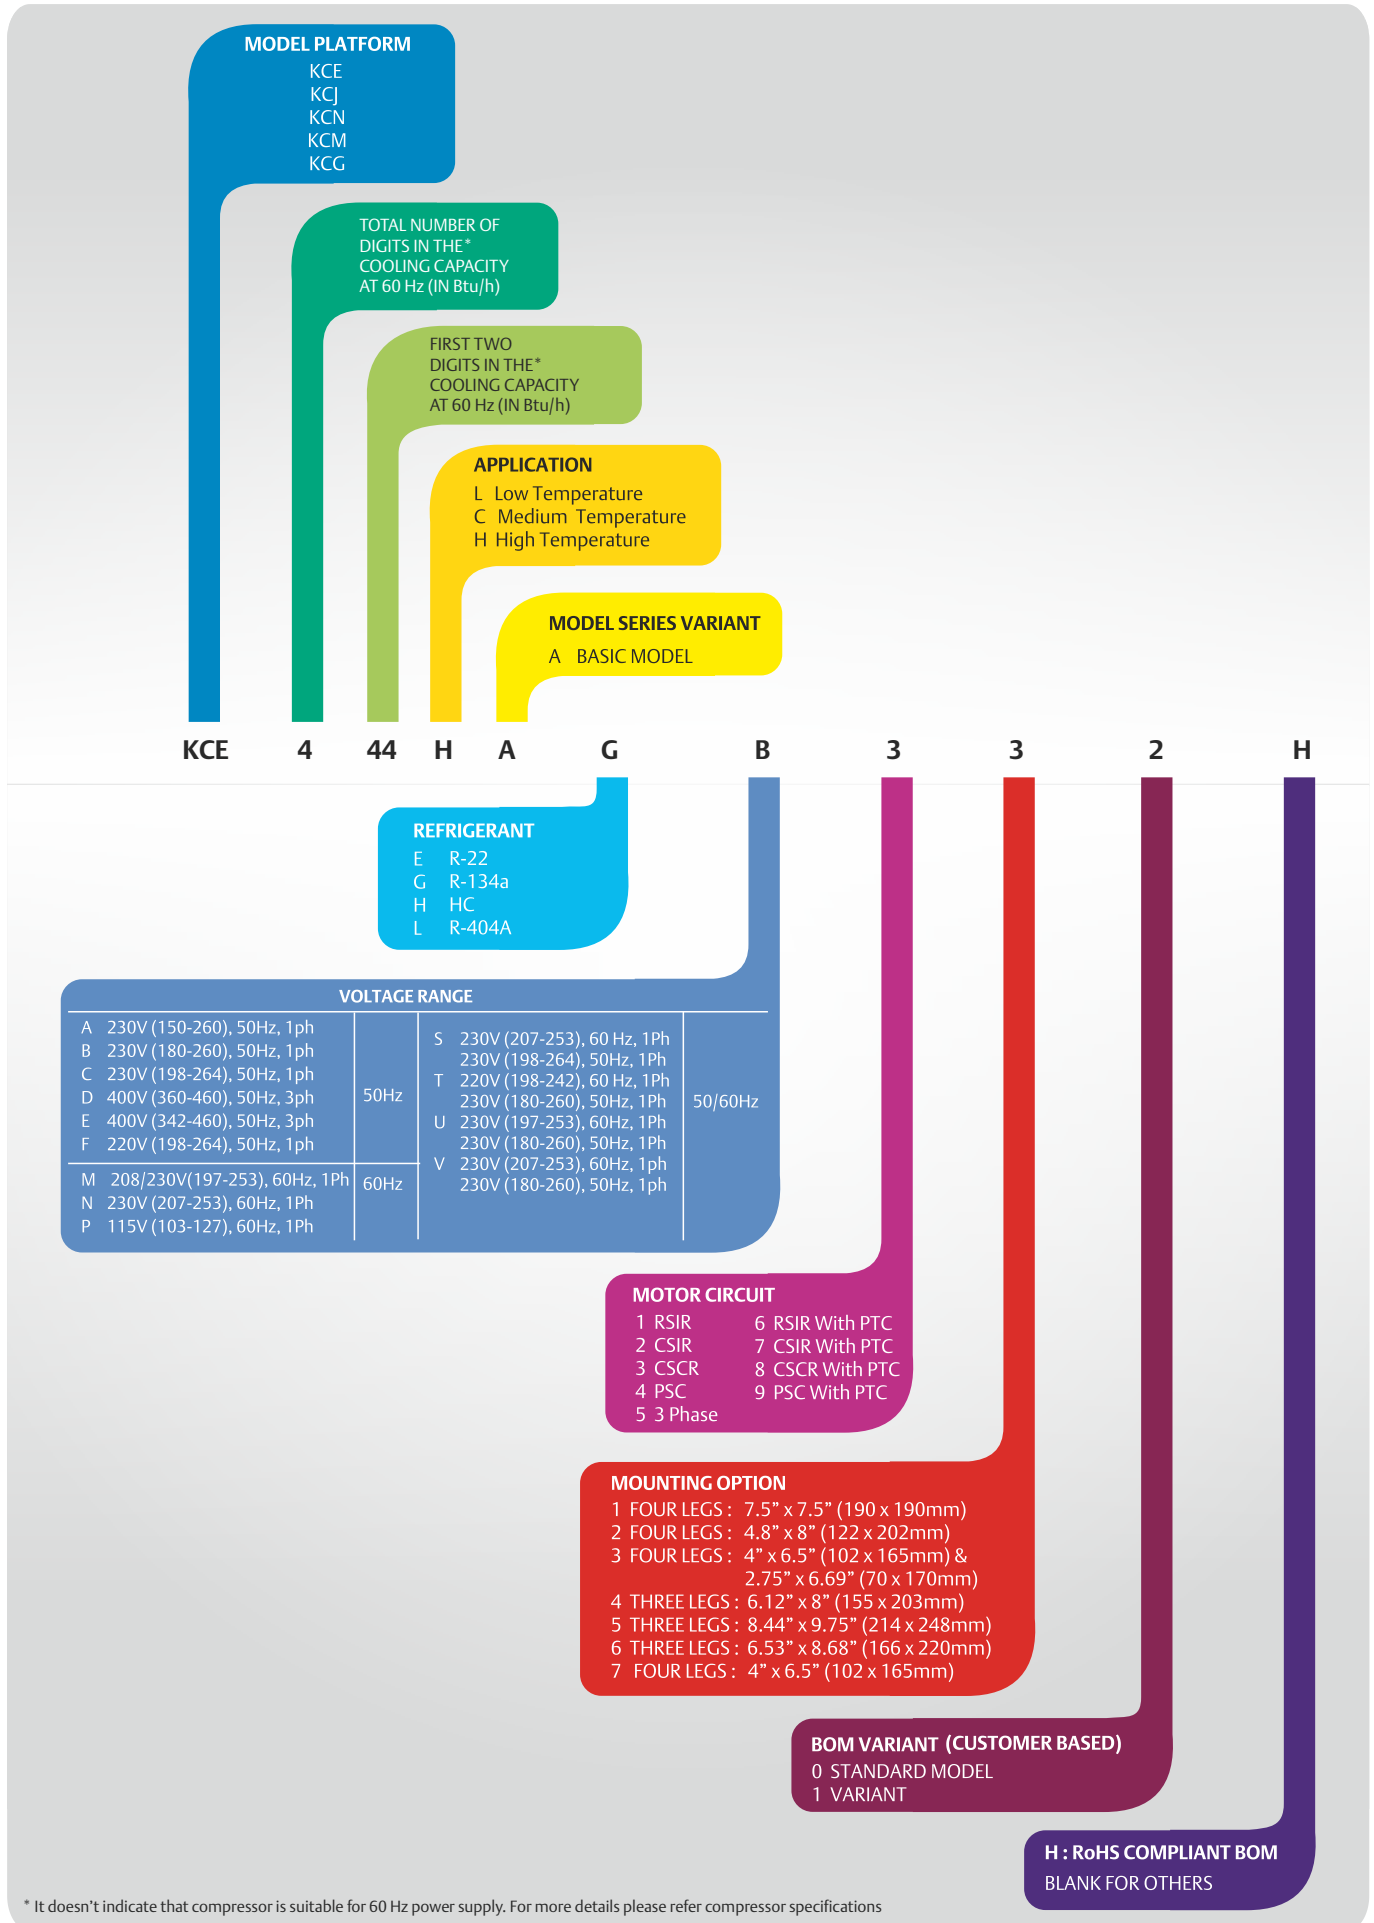 MODEL PLATFORM
KCE
KCJ
KCN
KCM
KCG
TOTAL NUMBER OF
DIGITS IN THE*
COOLING CAPACITY
AT 60 Hz (IN Btu/h)
FIRST TWO
DIGITS IN THE*
COOLING CAPACITY
AT 60 Hz (IN Btu/h)
APPLICATION
L Low Temperature
C Medium Temperature
H High Temperature
MODEL SERIES VARIANT
A BASIC MODEL
KCE 4 44 H A G B 3 3 2 H
REFRIGERANT
E R-22
G R-134a
H HC
L R-404A
VOLTAGE RANGE
A 230V (150-260), 50Hz, 1ph
B 230V (180-260), 50Hz, 1ph
C 230V (198-264), 50Hz, 1ph
D 400V (360-460), 50Hz, 3ph
E 400V (342-460), 50Hz, 3ph
F 220V (198-264), 50Hz, 1ph
50Hz
M 208/230V(197-253), 60Hz, 1Ph
N 230V (207-253), 60Hz, 1Ph
P 115V (103-127), 60Hz, 1Ph
60Hz
S 230V (207-253), 60 Hz, 1Ph
230V (198-264), 50Hz, 1Ph
T 220V (198-242), 60 Hz, 1Ph
230V (180-260), 50Hz, 1Ph
U 230V (197-253), 60Hz, 1Ph
230V (180-260), 50Hz, 1Ph
V 230V (207-253), 60Hz, 1ph
230V (180-260), 50Hz, 1ph
50/60Hz
MOTOR CIRCUIT
1 RSIR
2 CSIR
3 CSCR
4 PSC
5 3 Phase
6 RSIR With PTC
7 CSIR With PTC
8 CSCR With PTC
9 PSC With PTC
MOUNTING OPTION
1 FOUR LEGS : 7.5” x 7.5” (190 x 190mm)
2 FOUR LEGS : 4.8” x 8” (122 x 202mm)
3 FOUR LEGS : 4” x 6.5” (102 x 165mm) &
2.75” x 6.69” (70 x 170mm)
4 THREE LEGS : 6.12” x 8” (155 x 203mm)
5 THREE LEGS : 8.44” x 9.75” (214 x 248mm)
6 THREE LEGS : 6.53” x 8.68” (166 x 220mm)
7 FOUR LEGS : 4” x 6.5” (102 x 165mm)
BOM VARIANT (CUSTOMER BASED)
0 STANDARD MODEL
1 VARIANT
H : RoHS COMPLIANT BOM
BLANK FOR OTHERS
* It doesn’t indicate that compressor is suitable for 60 Hz power supply. For more details please refer compressor specifications